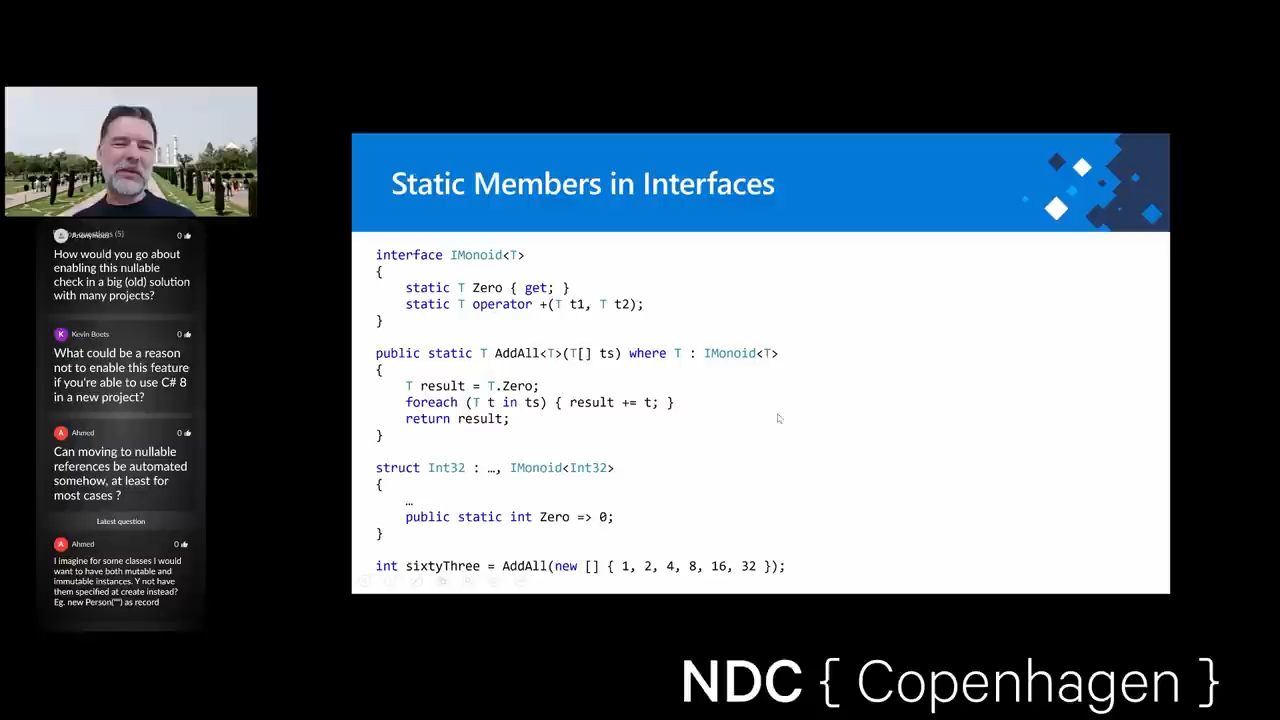 Static Members in Interfaces
interface IMonoid<T>
{
static T Zero { get; }
static T operator +(T t1, T t2);
}
public static T AddAll<T>(T[] ts) where T : IMonoid<T>
{
T result = T.Zero;
foreach (T t in ts) { result += t; }
return result;
}
struct Int32 : …, IMonoid<Int32>
{
…
public static int Zero => 0;
}
int sixtyThree = AddAll(new [] { 1, 2, 4, 8, 16, 32 });
questions (5)
Anonymous 0
How would you go about
enabling this nullable
check in a big (old) solution
with many projects?
K Kevin Boets 0
What could be a reason
not to enable this feature
if you're able to use C# 8
in a new project?
A Ahmed 0
Can moving to nullable
references be automated
somehow, at least for
most cases ?
Latest question
A Ahmed 0
I imagine for some classes I would
want to have both mutable and
immutable instances. Y not have
them specified at create instead?
Eg. new Person("") as record
NDC { Copenhagen }